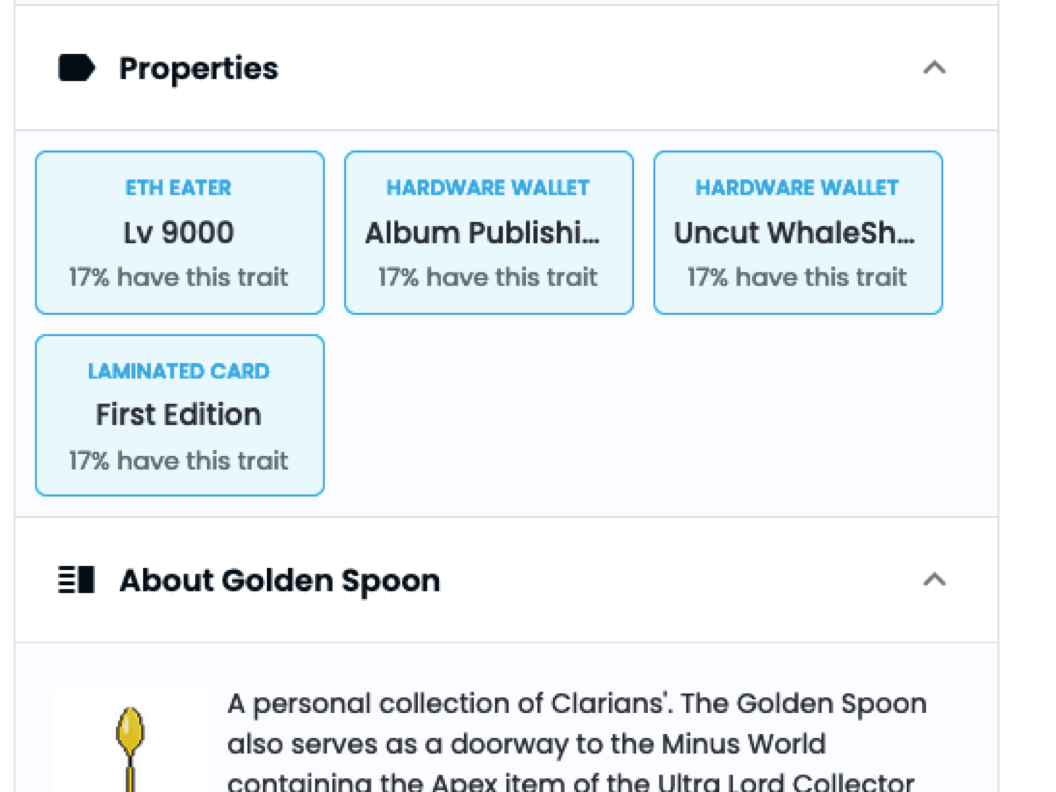 Properties
ETH EATER
Lv 9000
17% have this trait
HARDWARE WALLET
Album Publishi...
17% have this trait
HARDWARE WALLET
Uncut WhaleSh...
17% have this trait
LAMINATED CARD
First Edition
17% have this trait
About Golden Spoon
A personal collection of Clarians'. The Golden Spoon
also serves as a doorway to the Minus World
containing the Apex item of the Ultra Lord Collector